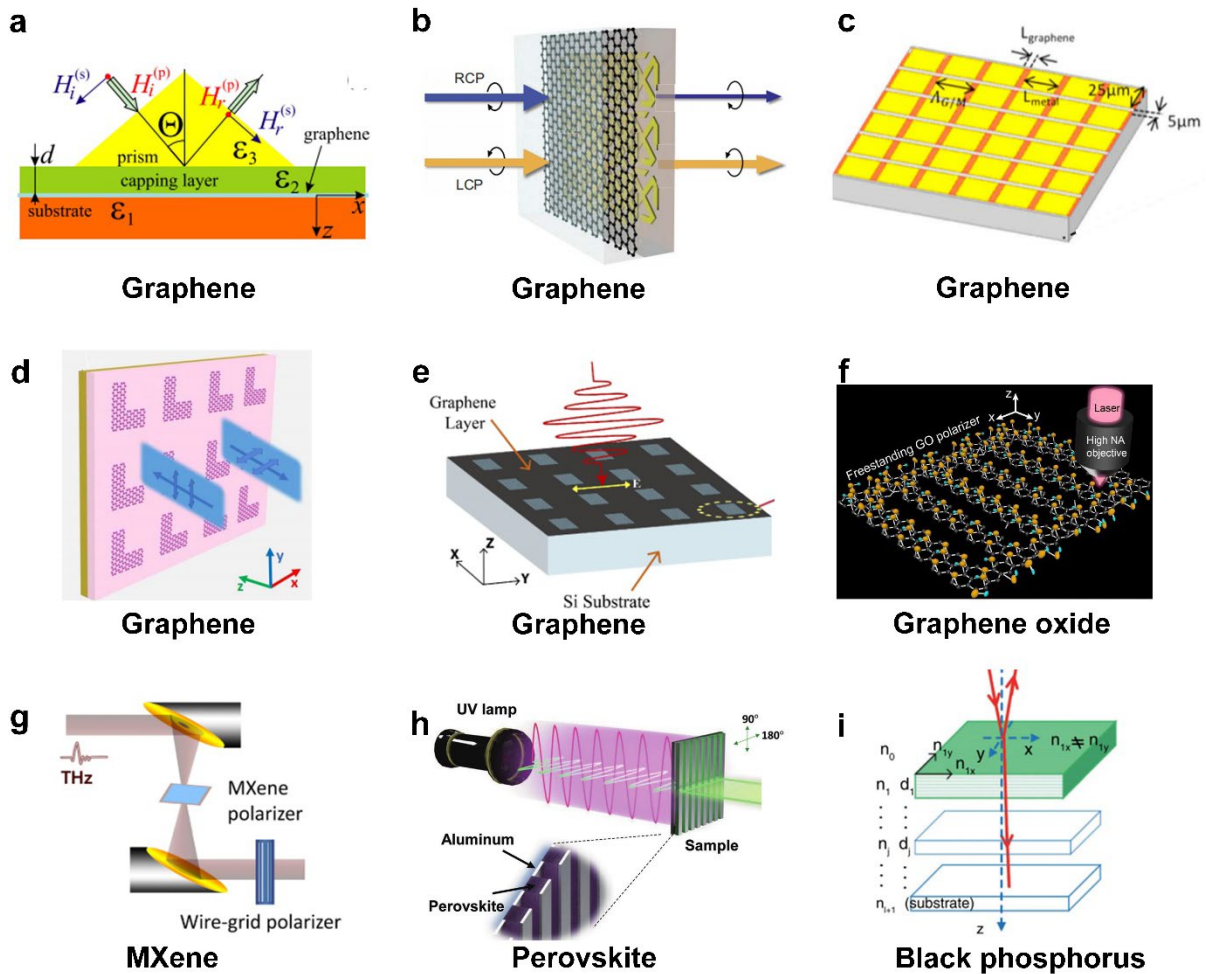 a
H_i^(s)
H_i^(p)
H_r^(p)
H_r^(s)
Θ
d
prism
ε₃
graphene
capping layer
ε₂
substrate
ε₁
x
z
Graphene
b
RCP
LCP
Graphene
c
L_graphene
Λ_G/M
L_metal
25μm
5μm
Graphene
d
y
z
x
Graphene
e
Graphene
Layer
E
X
Z
Y
Si Substrate
Graphene
f
z
x
y
Freestanding GO polarizer
Laser
High NA
objective
Graphene oxide
g
THz
MXene
polarizer
Wire-grid polarizer
MXene
h
UV lamp
90°
180°
Aluminum
Perovskite
Sample
Perovskite
i
n₀
n₁y
y
x
n₁x ≠ n₁y
n₁x
n₁ d₁
⋮ ⋮
n_j d_j
⋮ ⋮
n_i+1 (substrate)
z
Black phosphorus